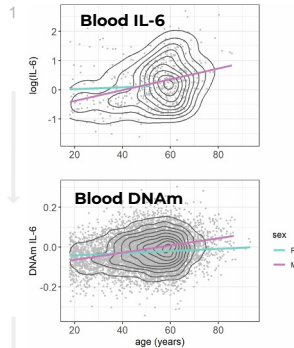 1
Blood IL-6
log(IL-6)
2
1
0
-1
20
40
60
80
Blood DNAm
DNAm IL-6
0.2
0.0
-0.2
20
40
60
80
age (years)
sex
F
M